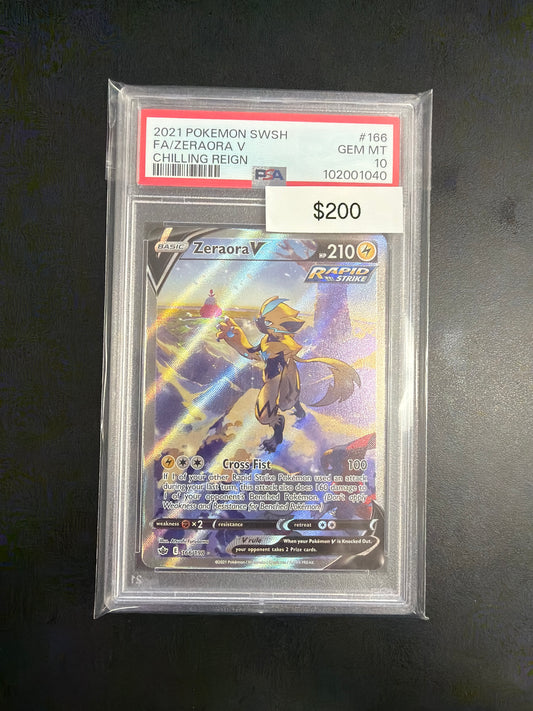 2021 POKEMON SWSH #166
FA/ZERAORA V GEM MT
CHILLING REIGN 10
PSA 102001040
$200
BASIC Zeraora V HP 210
RAPID STRIKE
Cross Fist 100
If 1 of your other Rapid Strike Pokémon used an attack
during your last turn, this attack also does 160 damage to
1 of your opponent's Benched Pokémon. (Don't apply
Weakness and Resistance for Benched Pokémon.)
weakness ×2 resistance retreat
V rule When your Pokémon V is Knocked Out,
your opponent takes 2 Prize cards.
E 166/198